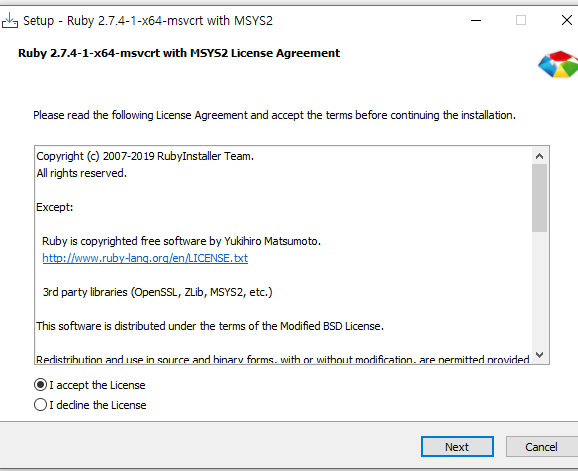 Setup - Ruby 2.7.4-1-x64-msvcrt with MSYS2
Ruby 2.7.4-1-x64-msvcrt with MSYS2 License Agreement
Please read the following License Agreement and accept the terms before continuing the installation.
Copyright (c) 2007-2019 RubyInstaller Team.
All rights reserved.
Except:
Ruby is copyrighted free software by Yukihiro Matsumoto.
http://www.ruby-lang.org/en/LICENSE.txt
3rd party libraries (OpenSSL, ZLib, MSYS2, etc.)
This software is distributed under the terms of the Modified BSD License.
Redistribution and use in source and binary forms, with or without modification, are permitted provided
I accept the License
I decline the License
Next
Cancel